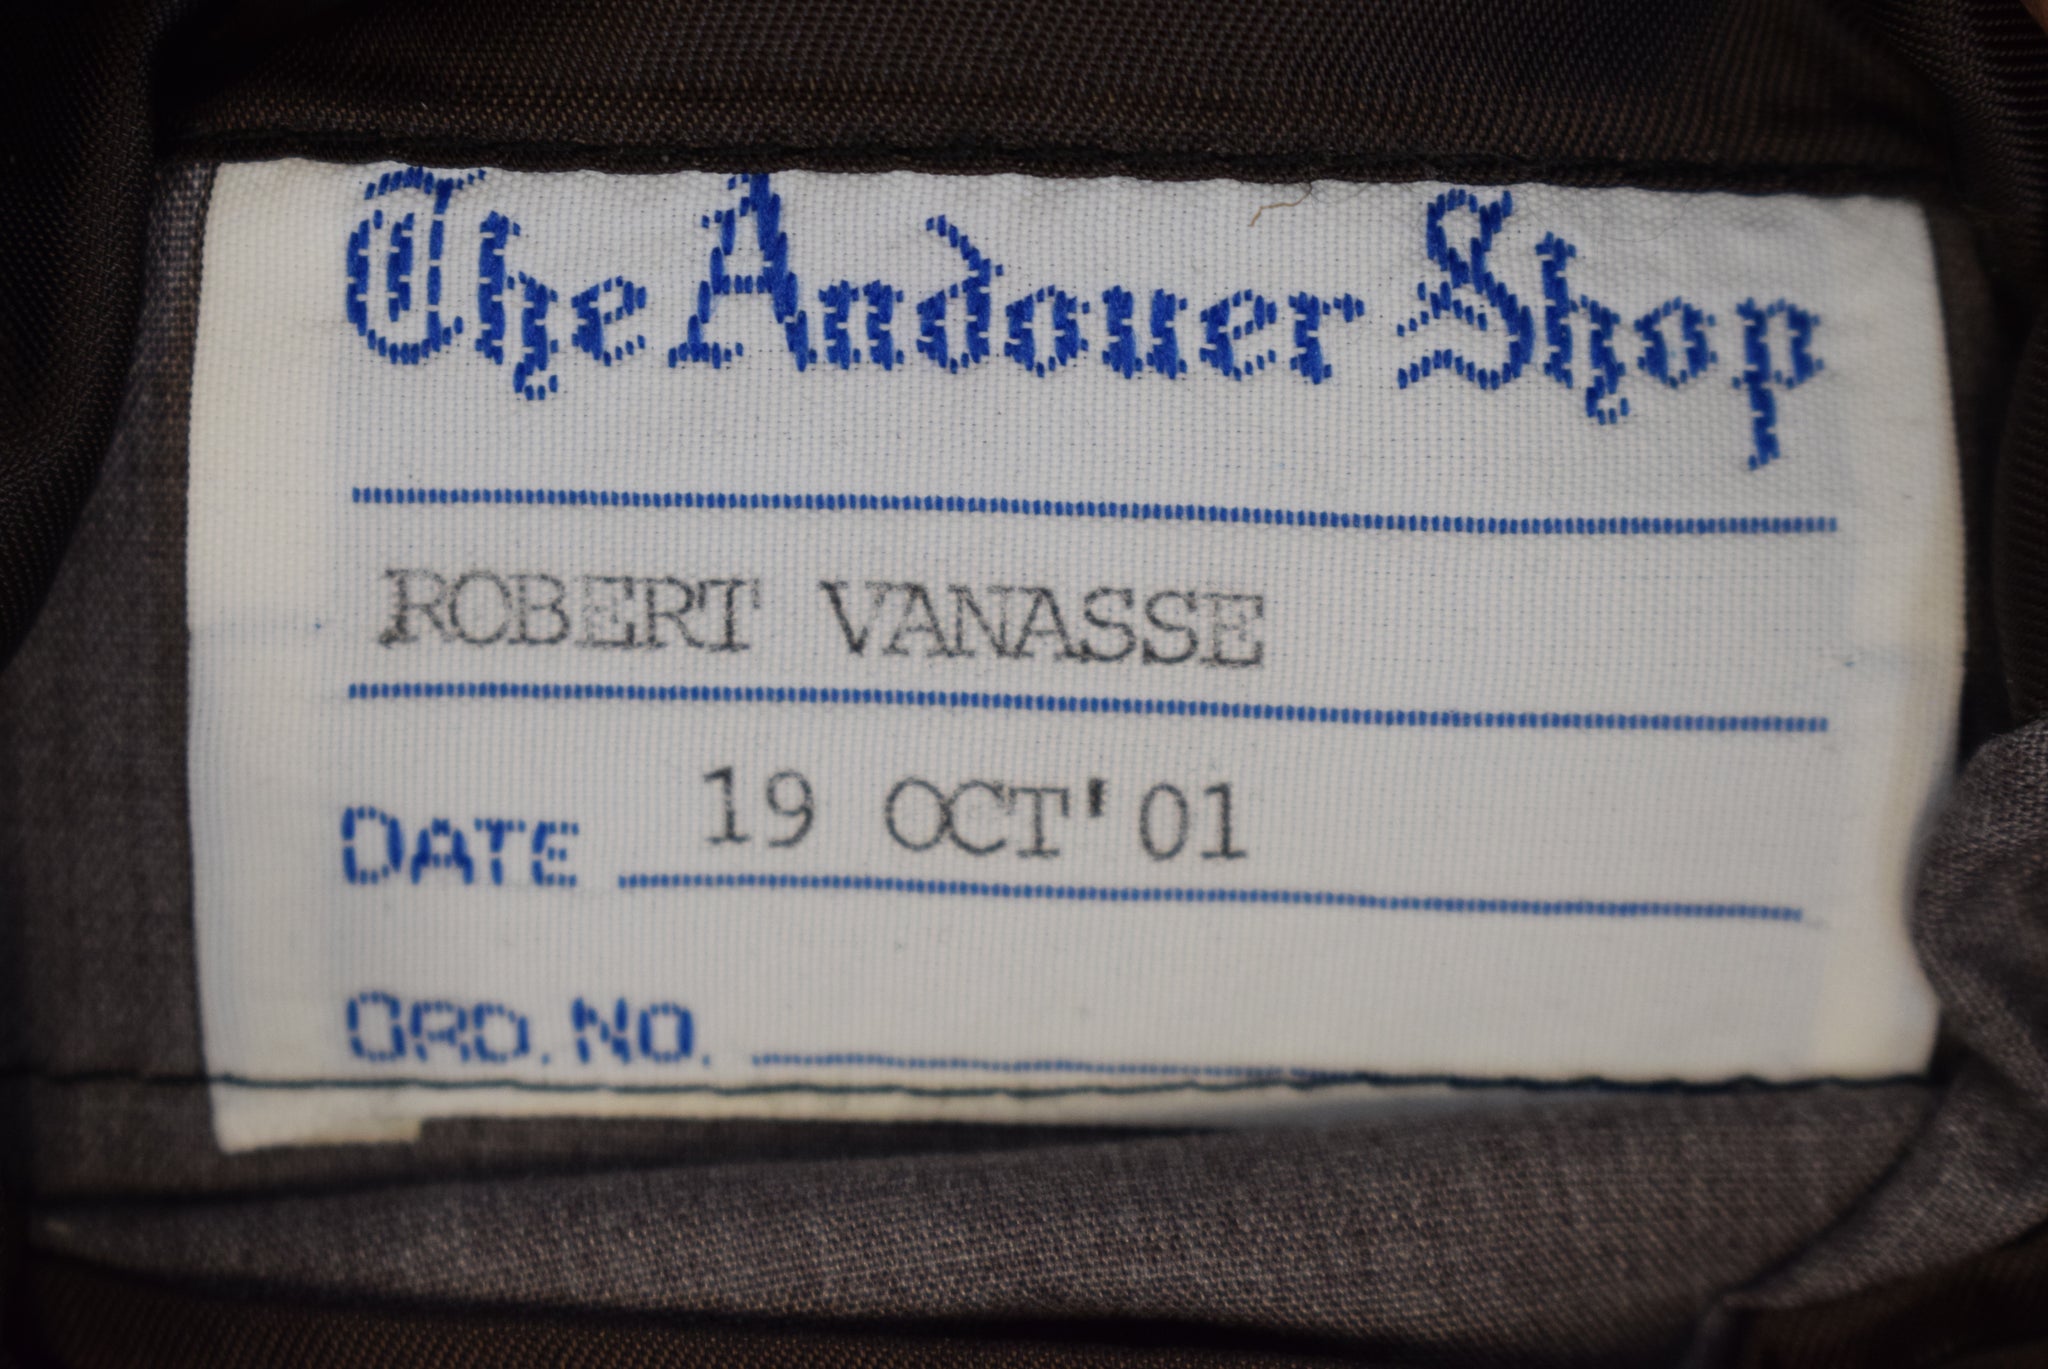 The Andover Shop
ROBERT VANASSE
DATE 19 OCT'01
ORD. NO.